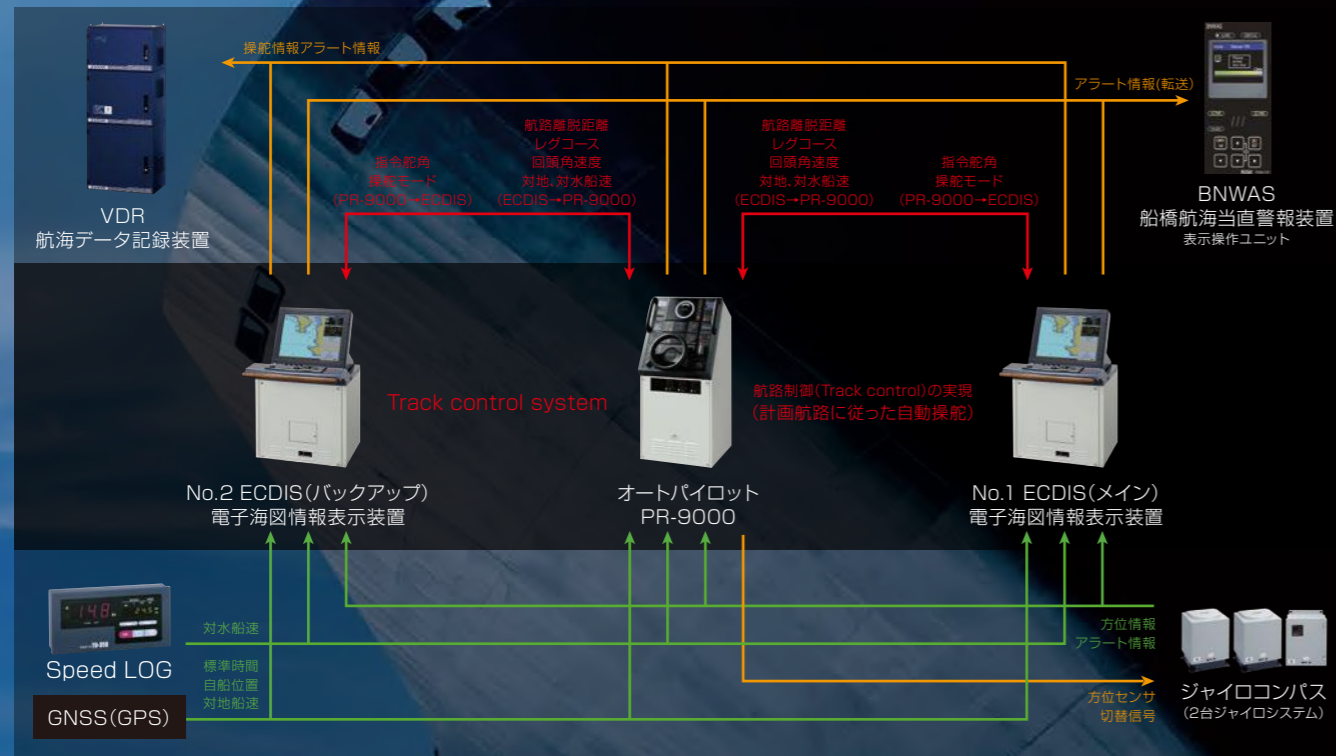 操舵情報アラート情報
アラート情報(転送)
VDR
航海データ記録装置
指令舵角
操舵モード
(PR-9000→ECDIS)
航路離脱距離
レグコース
回頭角速度
対地、対水船速
(ECDIS→PR-9000)
航路離脱距離
レグコース
回頭角速度
対地、対水船速
(ECDIS→PR-9000)
指令舵角
操舵モード
(PR-9000→ECDIS)
BNWAS
BNWAS
船橋航海当直警報装置
表示操作ユニット
Track control system
航路制御(Track control)の実現
(計画航路に従った自動操舵)
No.2 ECDIS(バックアップ)
電子海図情報表示装置
オートパイロット
PR-9000
No.1 ECDIS(メイン)
電子海図情報表示装置
対水船速
Speed LOG
標準時間
自船位置
対地船速
GNSS(GPS)
方位情報
アラート情報
方位センサ
切替信号
ジャイロコンパス
(2台ジャイロシステム)